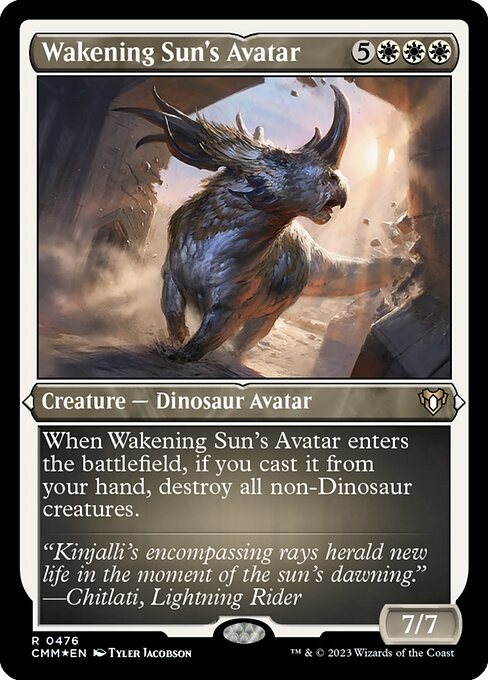 Wakening Sun's Avatar 5
Creature — Dinosaur Avatar
When Wakening Sun's Avatar enters
the battlefield, if you cast it from
your hand, destroy all non-Dinosaur
creatures.
“Kinjalli's encompassing rays herald new
life in the moment of the sun's dawning.”
—Chitlati, Lightning Rider
7/7
R 0476
CMM★EN Tyler Jacobson
™ & © 2023 Wizards of the Coast